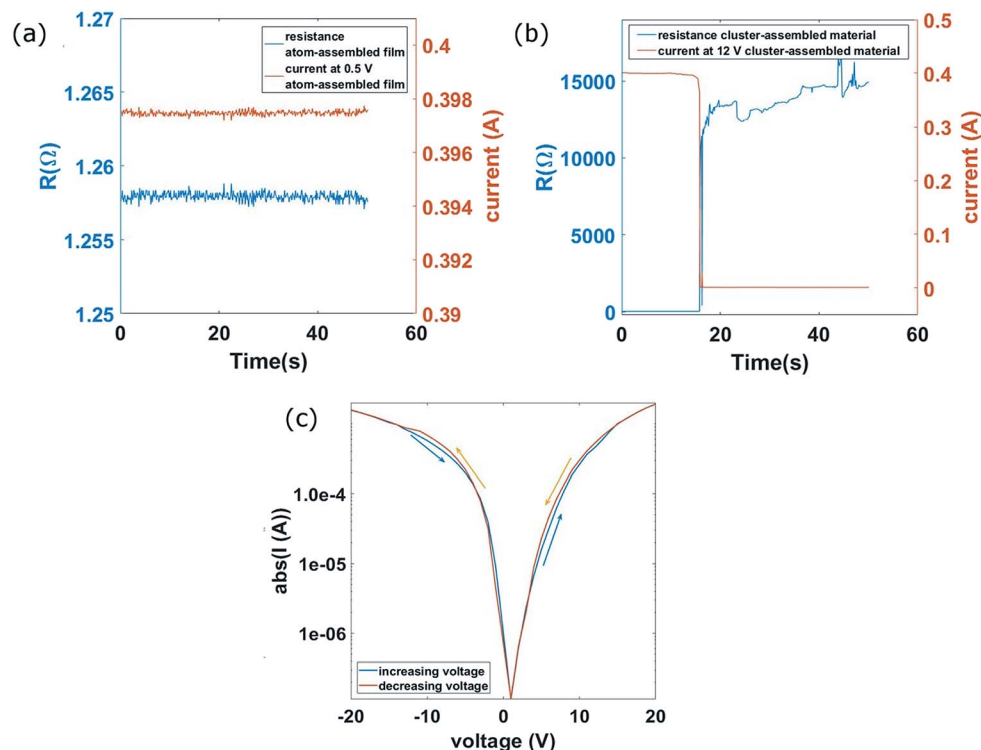 (a)
1.27
1.265
1.26
1.255
1.25
R(Ω)
resistance
atom-assembled film
current at 0.5 V
atom-assembled film
0.4
0.398
0.396
0.394
0.392
0.39
current (A)
0 20 40 60
Time(s)
(b)
15000
10000
5000
0
R(Ω)
resistance cluster-assembled material
current at 12 V cluster-assembled material
0.5
0.4
0.3
0.2
0.1
0
current (A)
0 20 40 60
Time(s)
(c)
1.0e-4
1e-05
1e-06
abs(I (A))
increasing voltage
decreasing voltage
-20 -10 0 10 20
voltage (V)